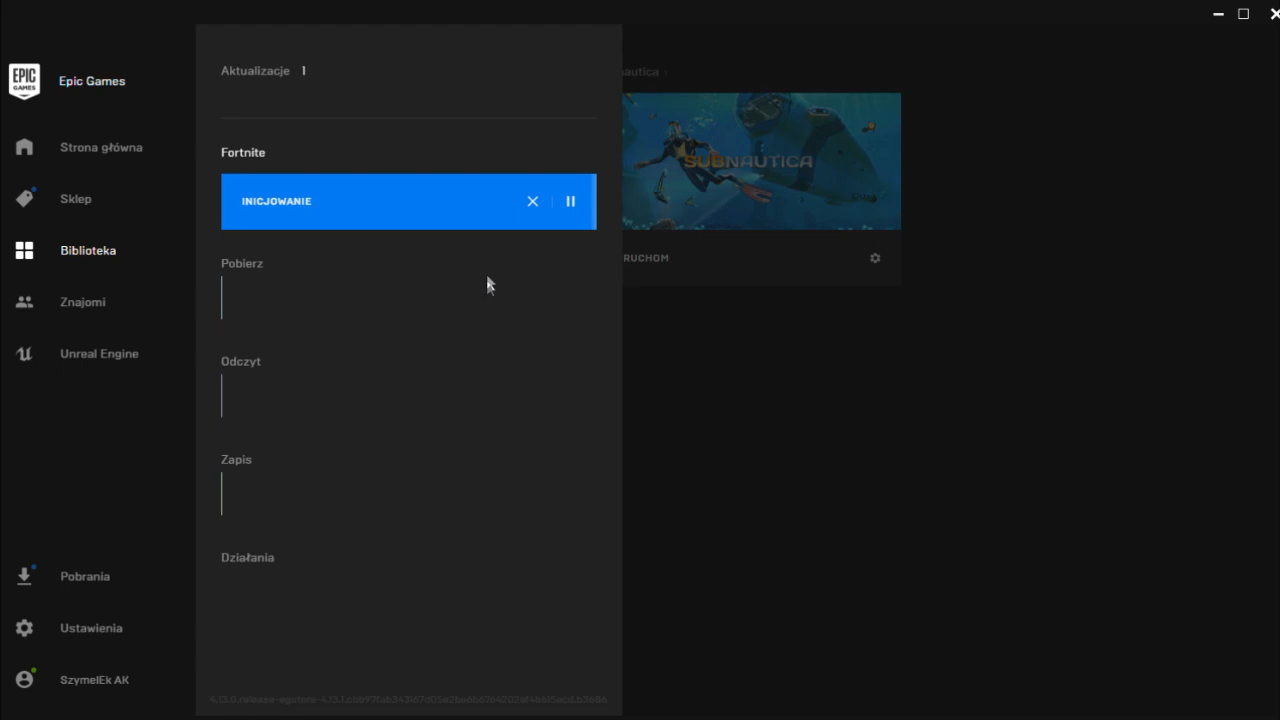 EPIC
GAMES
Epic Games
Strona główna
Sklep
Biblioteka
Znajomi
Unreal Engine
Pobrania
Ustawienia
SzymelEk AK
Aktualizacje 1
Fortnite
INICJOWANIE
Pobierz
Odczyt
Zapis
Działania
nautica
SUBNAUTICA
RUCHOM